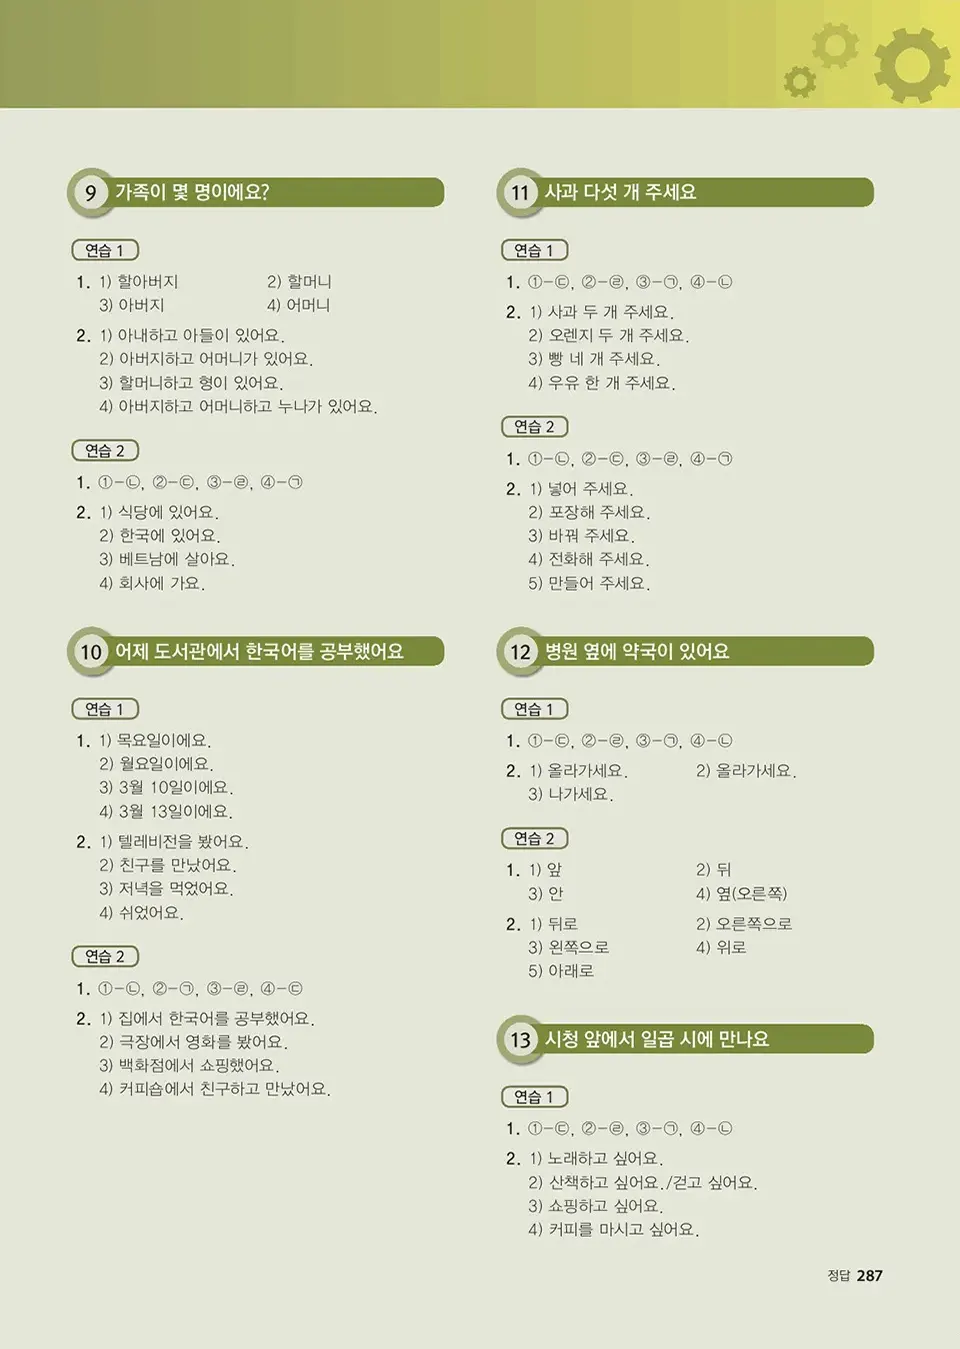 9 가족이 몇 명이에요?
연습 1
1. 1) 할아버지 2) 할머니
3) 아버지 4) 어머니
2. 1) 아내하고 아들이 있어요.
2) 아버지하고 어머니가 있어요.
3) 할머니하고 형이 있어요.
4) 아버지하고 어머니하고 누나가 있어요.
연습 2
1. ①-㉡, ②-㉢, ③-㉣, ④-㉠
2. 1) 식당에 있어요.
2) 한국에 있어요.
3) 베트남에 살아요.
4) 회사에 가요.
10 어제 도서관에서 한국어를 공부했어요
연습 1
1. 1) 목요일이에요.
2) 월요일이에요.
3) 3월 10일이에요.
4) 3월 13일이에요.
2. 1) 텔레비전을 봤어요.
2) 친구를 만났어요.
3) 저녁을 먹었어요.
4) 쉬었어요.
연습 2
1. ①-㉡, ②-㉠, ③-㉣, ④-㉢
2. 1) 집에서 한국어를 공부했어요.
2) 극장에서 영화를 봤어요.
3) 백화점에서 쇼핑했어요.
4) 커피숍에서 친구하고 만났어요.
11 사과 다섯 개 주세요
연습 1
1. ①-㉢, ②-㉣, ③-㉠, ④-㉡
2. 1) 사과 두 개 주세요.
2) 오렌지 두 개 주세요.
3) 빵 네 개 주세요.
4) 우유 한 개 주세요.
연습 2
1. ①-㉡, ②-㉢, ③-㉣, ④-㉠
2. 1) 넣어 주세요.
2) 포장해 주세요.
3) 바꿔 주세요.
4) 전화해 주세요.
5) 만들어 주세요.
12 병원 옆에 약국이 있어요
연습 1
1. ①-㉢, ②-㉣, ③-㉠, ④-㉡
2. 1) 올라가세요. 2) 올라가세요.
3) 나가세요.
연습 2
1. 1) 앞 2) 뒤
3) 안 4) 옆(오른쪽)
2. 1) 뒤로 2) 오른쪽으로
3) 왼쪽으로 4) 위로
5) 아래로
13 시청 앞에서 일곱 시에 만나요
연습 1
1. ①-㉢, ②-㉣, ③-㉠, ④-㉡
2. 1) 노래하고 싶어요.
2) 산책하고 싶어요./걷고 싶어요.
3) 쇼핑하고 싶어요.
4) 커피를 마시고 싶어요.
정답 287